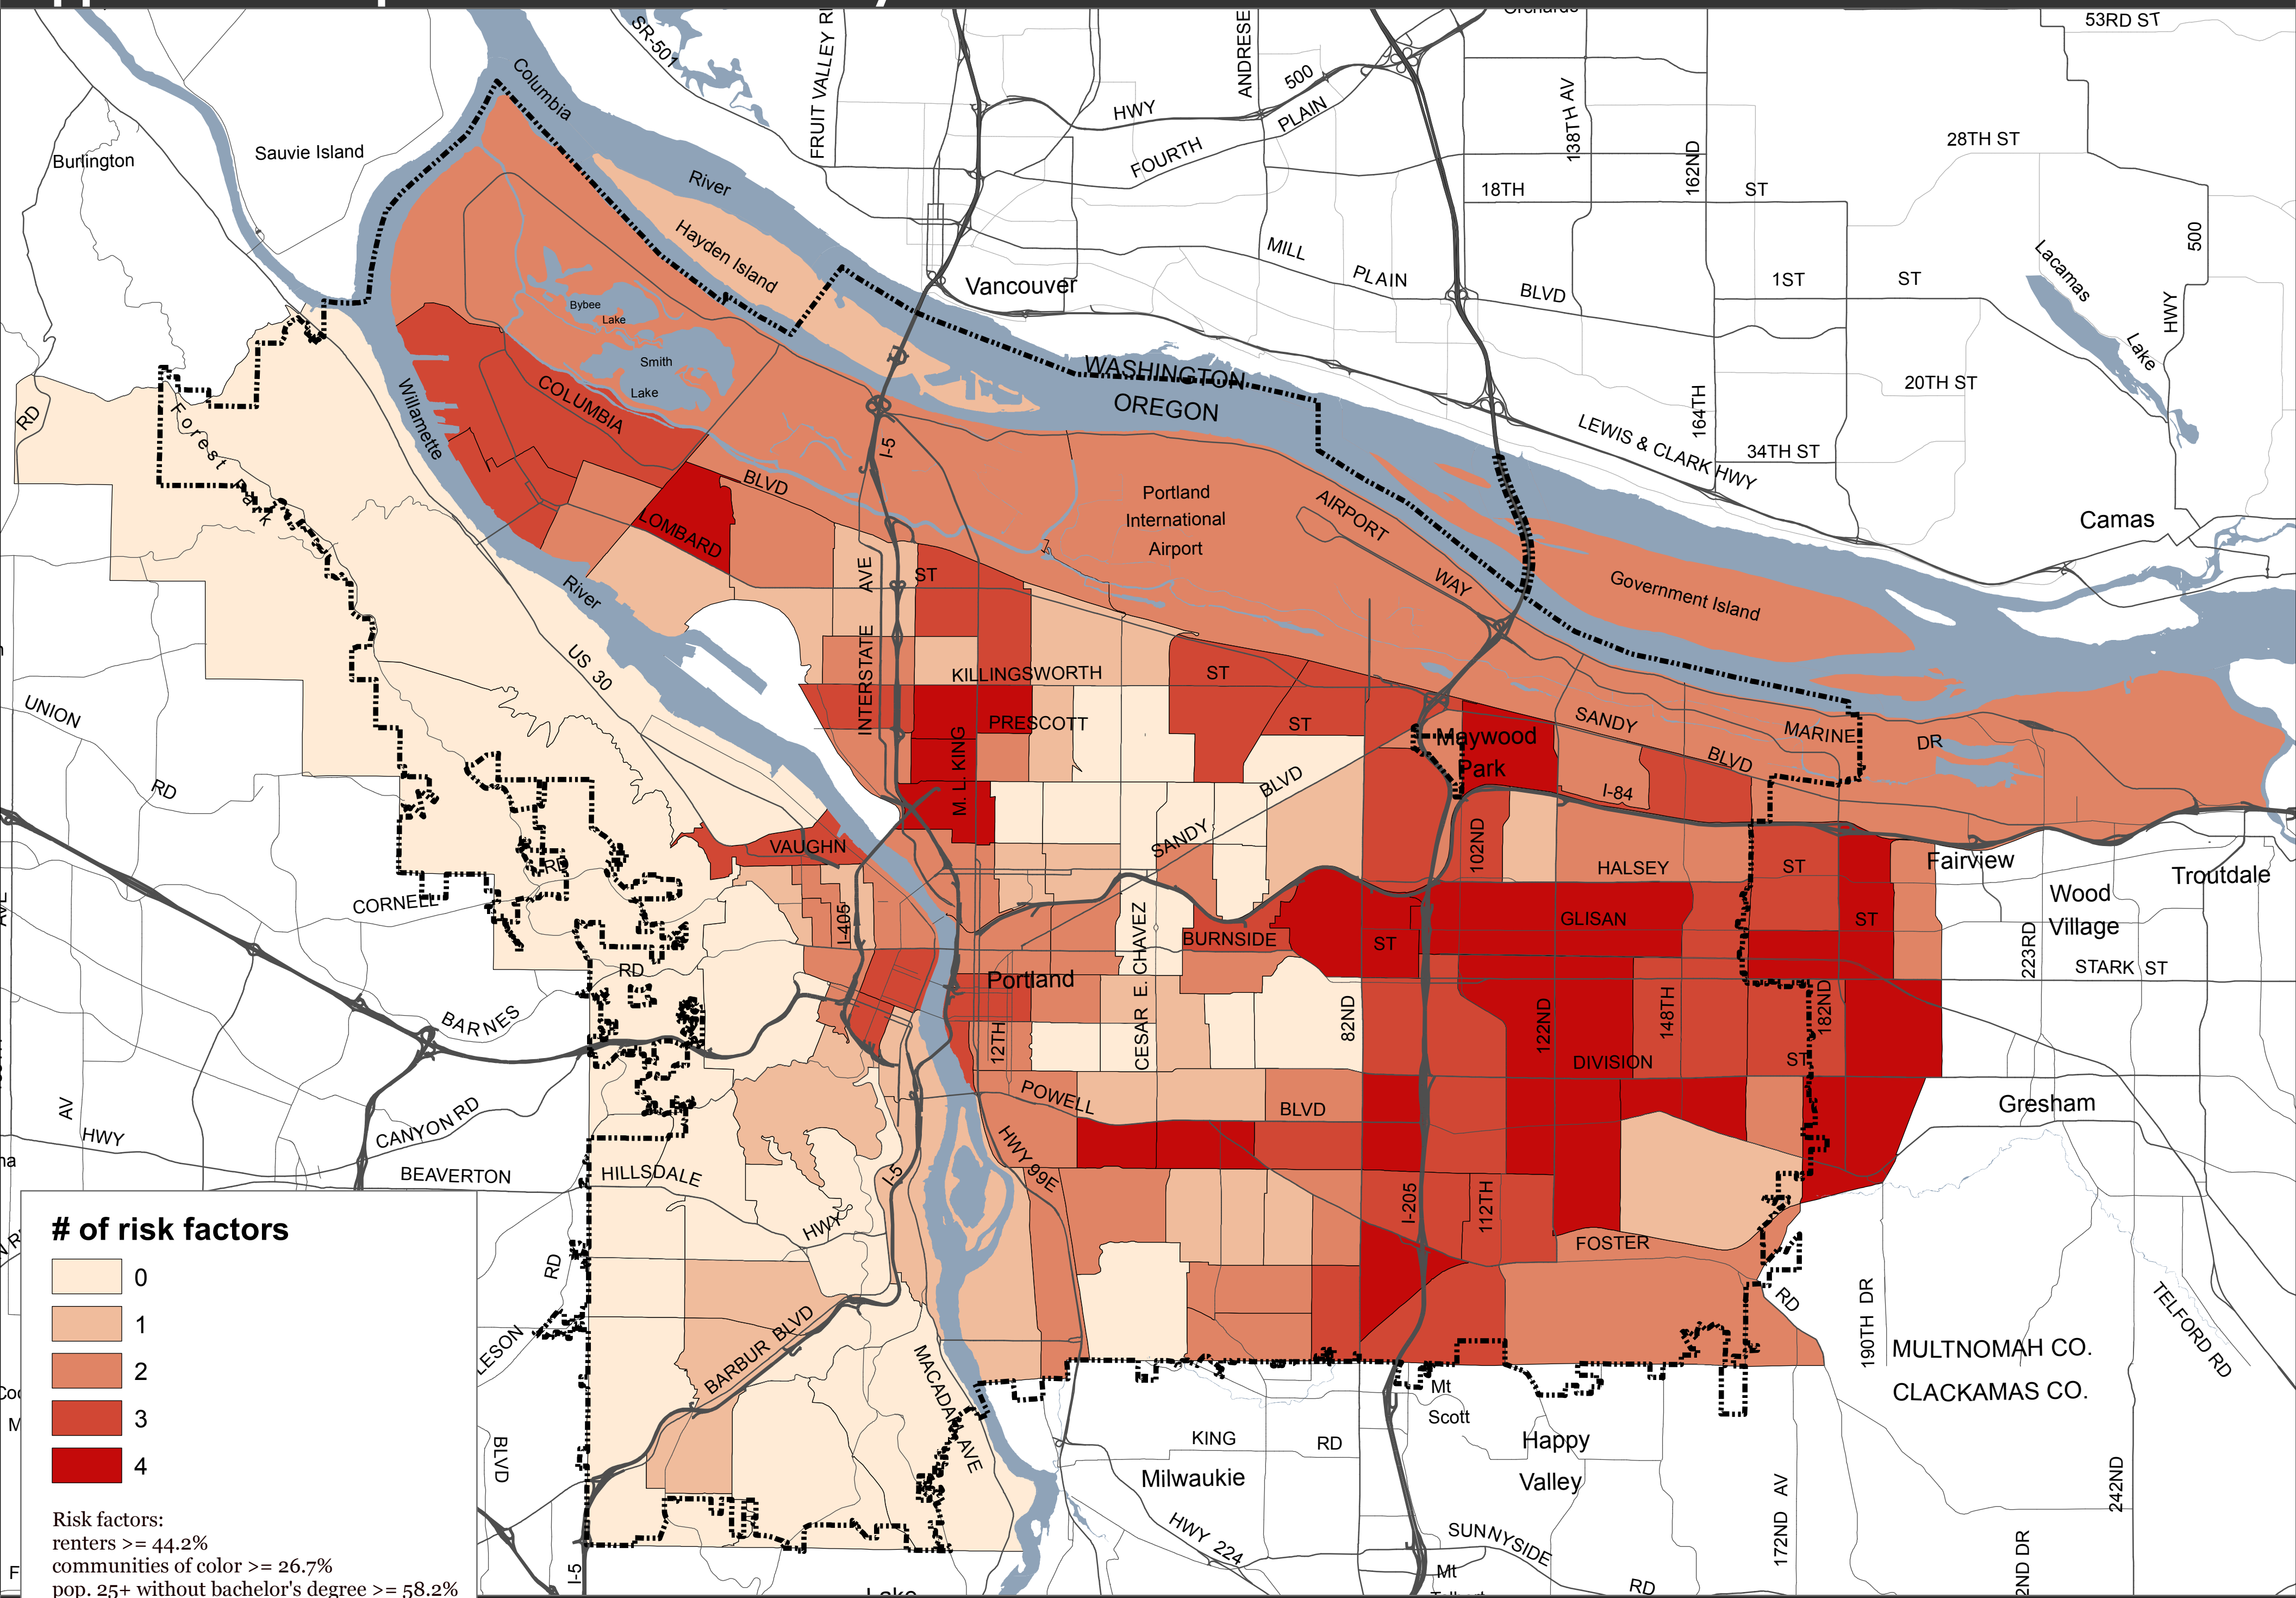 Columbia
SR-501
FRUIT VALLEY R
ANDRESE
500
HWY
FOURTH
PLAIN
138TH AV
162ND
53RD ST
28TH ST
18TH
ST
Burlington
Sauvie Island
River
Hayden Island
MILL
PLAIN
BLVD
1ST
ST
500
HWY
Lacamas
Lake
Vancouver
Bybee
Lake
Smith
Lake
WASHINGTON
OREGON
20TH ST
164TH
34TH ST
LEWIS & CLARK HWY
RD
Forest
Park
Willamette
COLUMBIA
I-5
BLVD
LOMBARD
Portland
International
Airport
AIRPORT
WAY
Camas
Government Island
River
AVE
ST
INTERSTATE
US 30
KILLINGSWORTH
ST
PRESCOTT
ST
UNION
RD
M. L. KING
Maywood
Park
SANDY
BLVD
MARINE
DR
I-84
BLVD
SANDY
VAUGHN
102ND
HALSEY
ST
Fairview
Wood
Village
Troutdale
RD
CORNELL
I-405
CESAR E. CHAVEZ
BURNSIDE
ST
GLISAN
ST
223RD
STARK ST
RD
BARNES
Portland
12TH
82ND
122ND
148TH
182ND
DIVISION
ST
AV
HWY
CANYON RD
BEAVERTON
HILLSDALE
HWY
POWELL
BLVD
Gresham
I-5
HWY 99E
I-205
112TH
FOSTER
RD
190TH DR
TELFORD RD
MULTNOMAH CO.
CLACKAMAS CO.
RD
LESON
BLVD
BARBUR BLVD
MACADAM AVE
Mt
Scott
KING
RD
Milwaukie
Happy
Valley
HWY 224
SUNNYSIDE
RD
172ND AV
242ND
2ND DR
Mt
I-5
# of risk factors
0
1
2
3
4
Risk factors:
renters >= 44.2%
communities of color >= 26.7%
pop. 25+ without bachelor's degree >= 58.2%